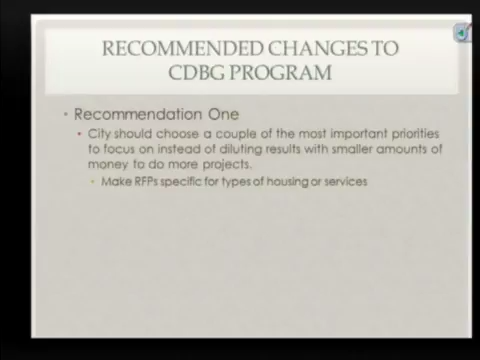 RECOMMENDED CHANGES TO
CDBG PROGRAM
Recommendation One
City should choose a couple of the most important priorities
to focus on instead of diluting results with smaller amounts of
money to do more projects.
Make RFPs specific for types of housing or services